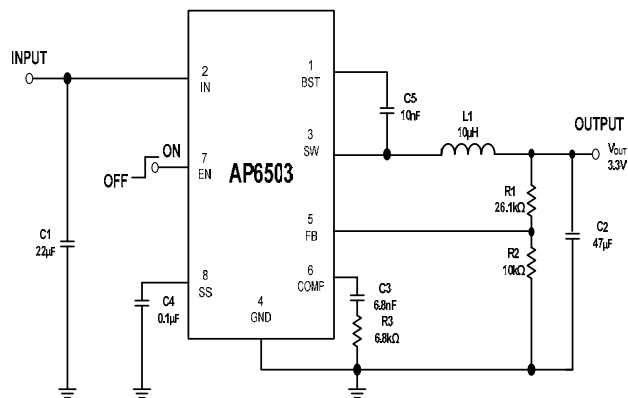 INPUT
2
IN
1
BST
C5
10nF
L1
10µH
OUTPUT
V OUT
3.3V
3
SW
ON
OFF
7
EN
AP6503
R1
26.1kΩ
C1
22µF
5
FB
R2
10kΩ
C2
47µF
6
COMP
C3
6.8nF
R3
6.8kΩ
8
SS
C4
0.1µF
4
GND